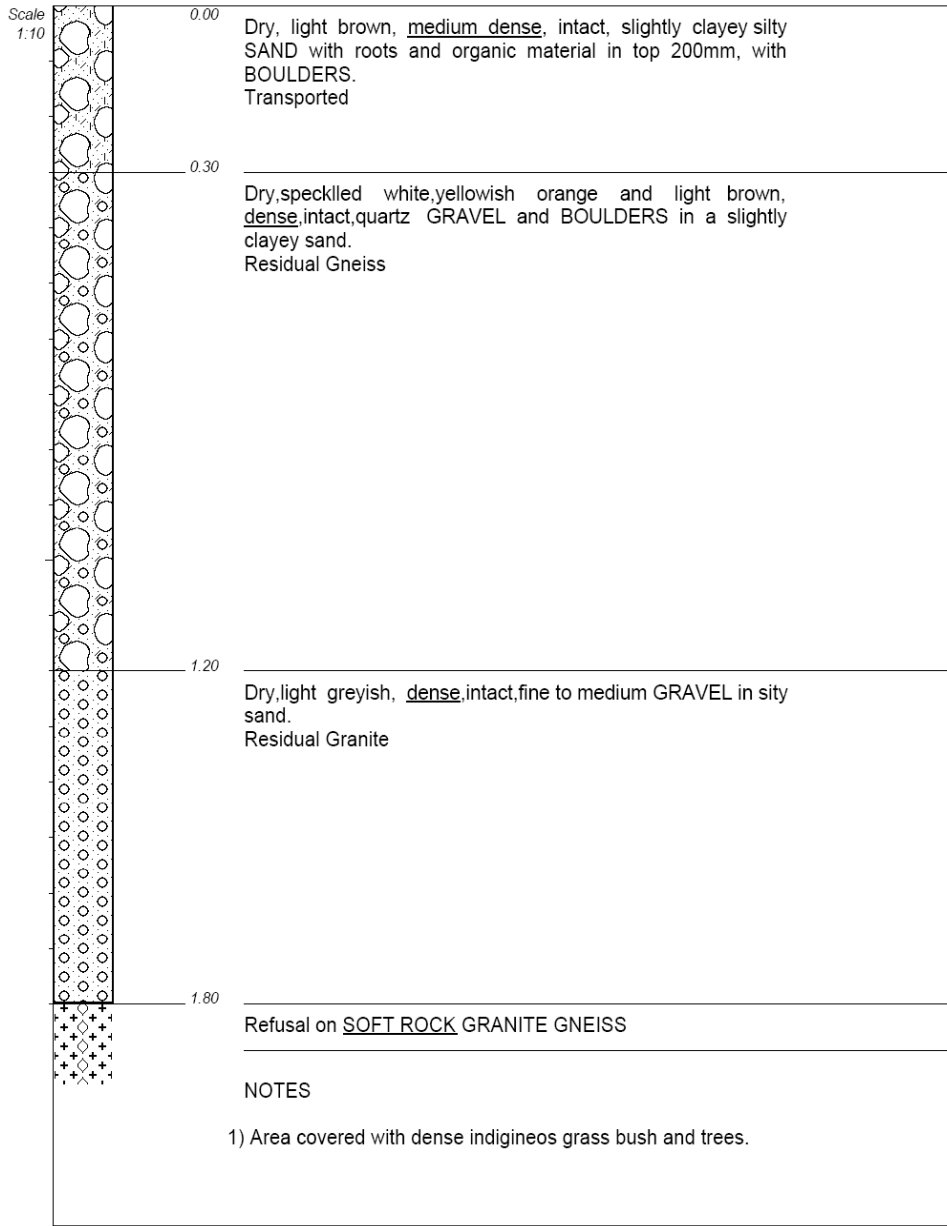 Scale
1:10
0.00
Dry, light brown, medium dense, intact, slightly clayey silty
SAND with roots and organic material in top 200mm, with
BOULDERS.
Transported
0.30
Dry,specklled white,yellowish orange and light brown,
dense,intact,quartz GRAVEL and BOULDERS in a slightly
clayey sand.
Residual Gneiss
1.20
Dry,light greyish, dense,intact,fine to medium GRAVEL in sity
sand.
Residual Granite
1.80
Refusal on SOFT ROCK GRANITE GNEISS
NOTES
1) Area covered with dense indigineos grass bush and trees.